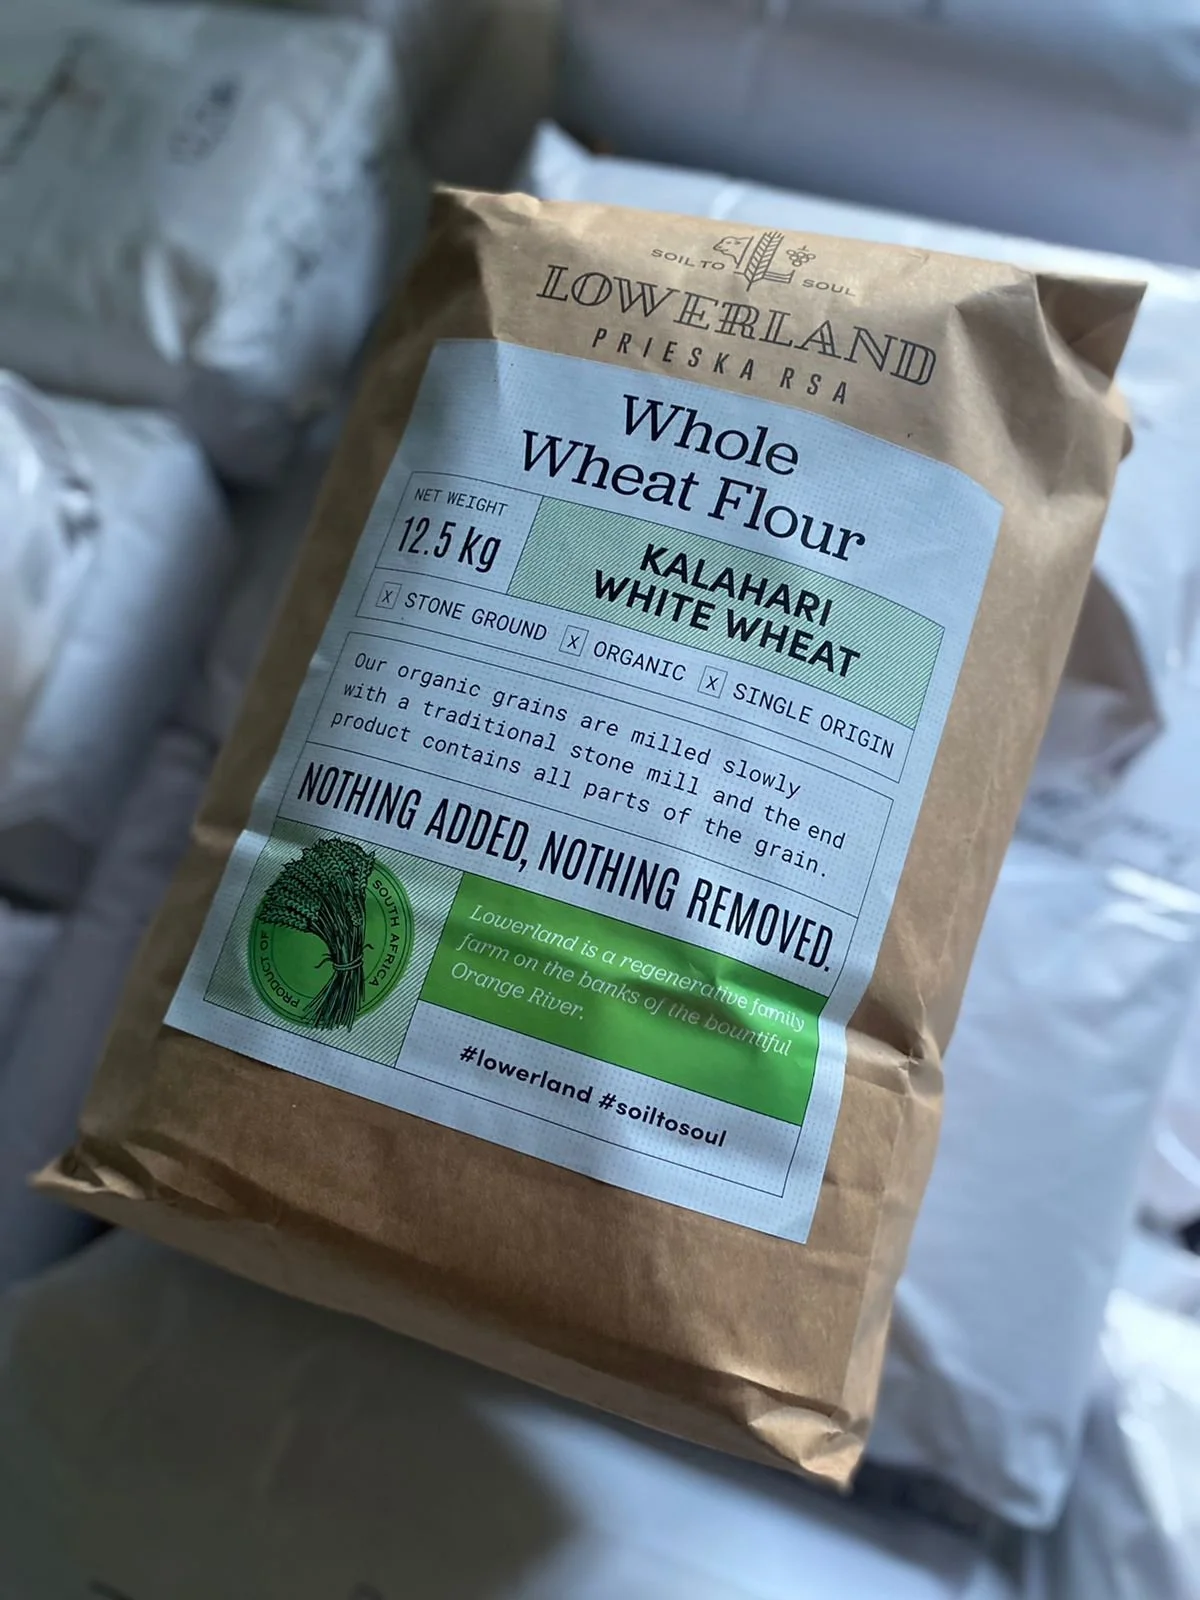 SOIL TO SOUL
LOWERLAND
PRIESKA RSA
Whole
Wheat Flour
NET WEIGHT
12.5 kg
KALAHARI
WHITE WHEAT
X STONE GROUND X ORGANIC X SINGLE ORIGIN
Our organic grains are milled slowly
with a traditional stone mill and the end
product contains all parts of the grain.
NOTHING ADDED, NOTHING REMOVED.
PRODUCT OF SOUTH AFRICA
Lowerland is a regenerative family
farm on the banks of the bountiful
Orange River.
#lowerland #soiltosoul